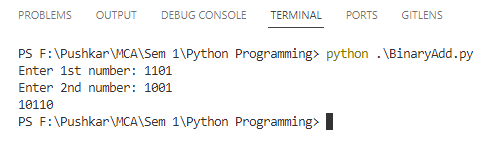 PROBLEMS OUTPUT DEBUG CONSOLE TERMINAL PORTS GITLENS
PS F:\Pushkar\MCA\Sem 1\Python Programming> python .\BinaryAdd.py
Enter 1st number: 1101
Enter 2nd number: 1001
10110
PS F:\Pushkar\MCA\Sem 1\Python Programming>